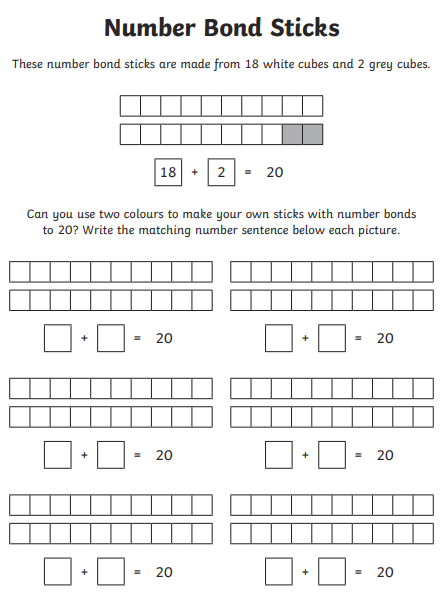 Number Bond Sticks
These number bond sticks are made from 18 white cubes and 2 grey cubes.
18 + 2 = 20
Can you use two colours to make your own sticks with number bonds
to 20? Write the matching number sentence below each picture.
+ = 20 + = 20
+ = 20 + = 20
+ = 20 + = 20